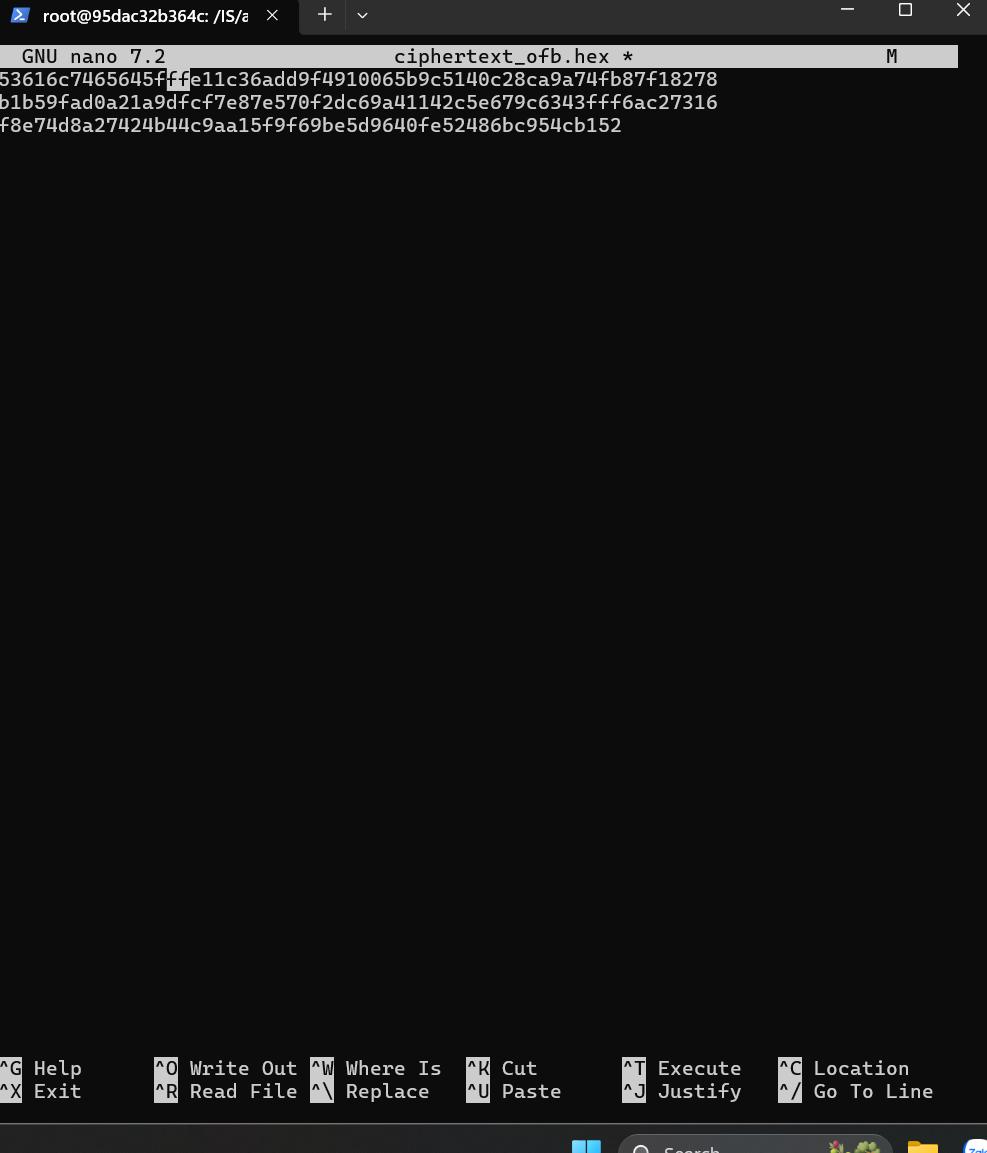 root@95dac32b364c: /IS/a
GNU nano 7.2 ciphertext_ofb.hex * M
53616c7465645fffe11c36add9f4910065b9c5140c28ca9a74fb87f18278
b1b59fad0a21a9dfcf7e87e570f2dc69a41142c5e679c6343fff6ac27316
f8e74d8a27424b44c9aa15f9f69be5d9640fe52486bc954cb152
^G Help ^O Write Out ^W Where Is ^K Cut ^T Execute ^C Location
^X Exit ^R Read File ^\ Replace ^U Paste ^J Justify ^/ Go To Line
Search